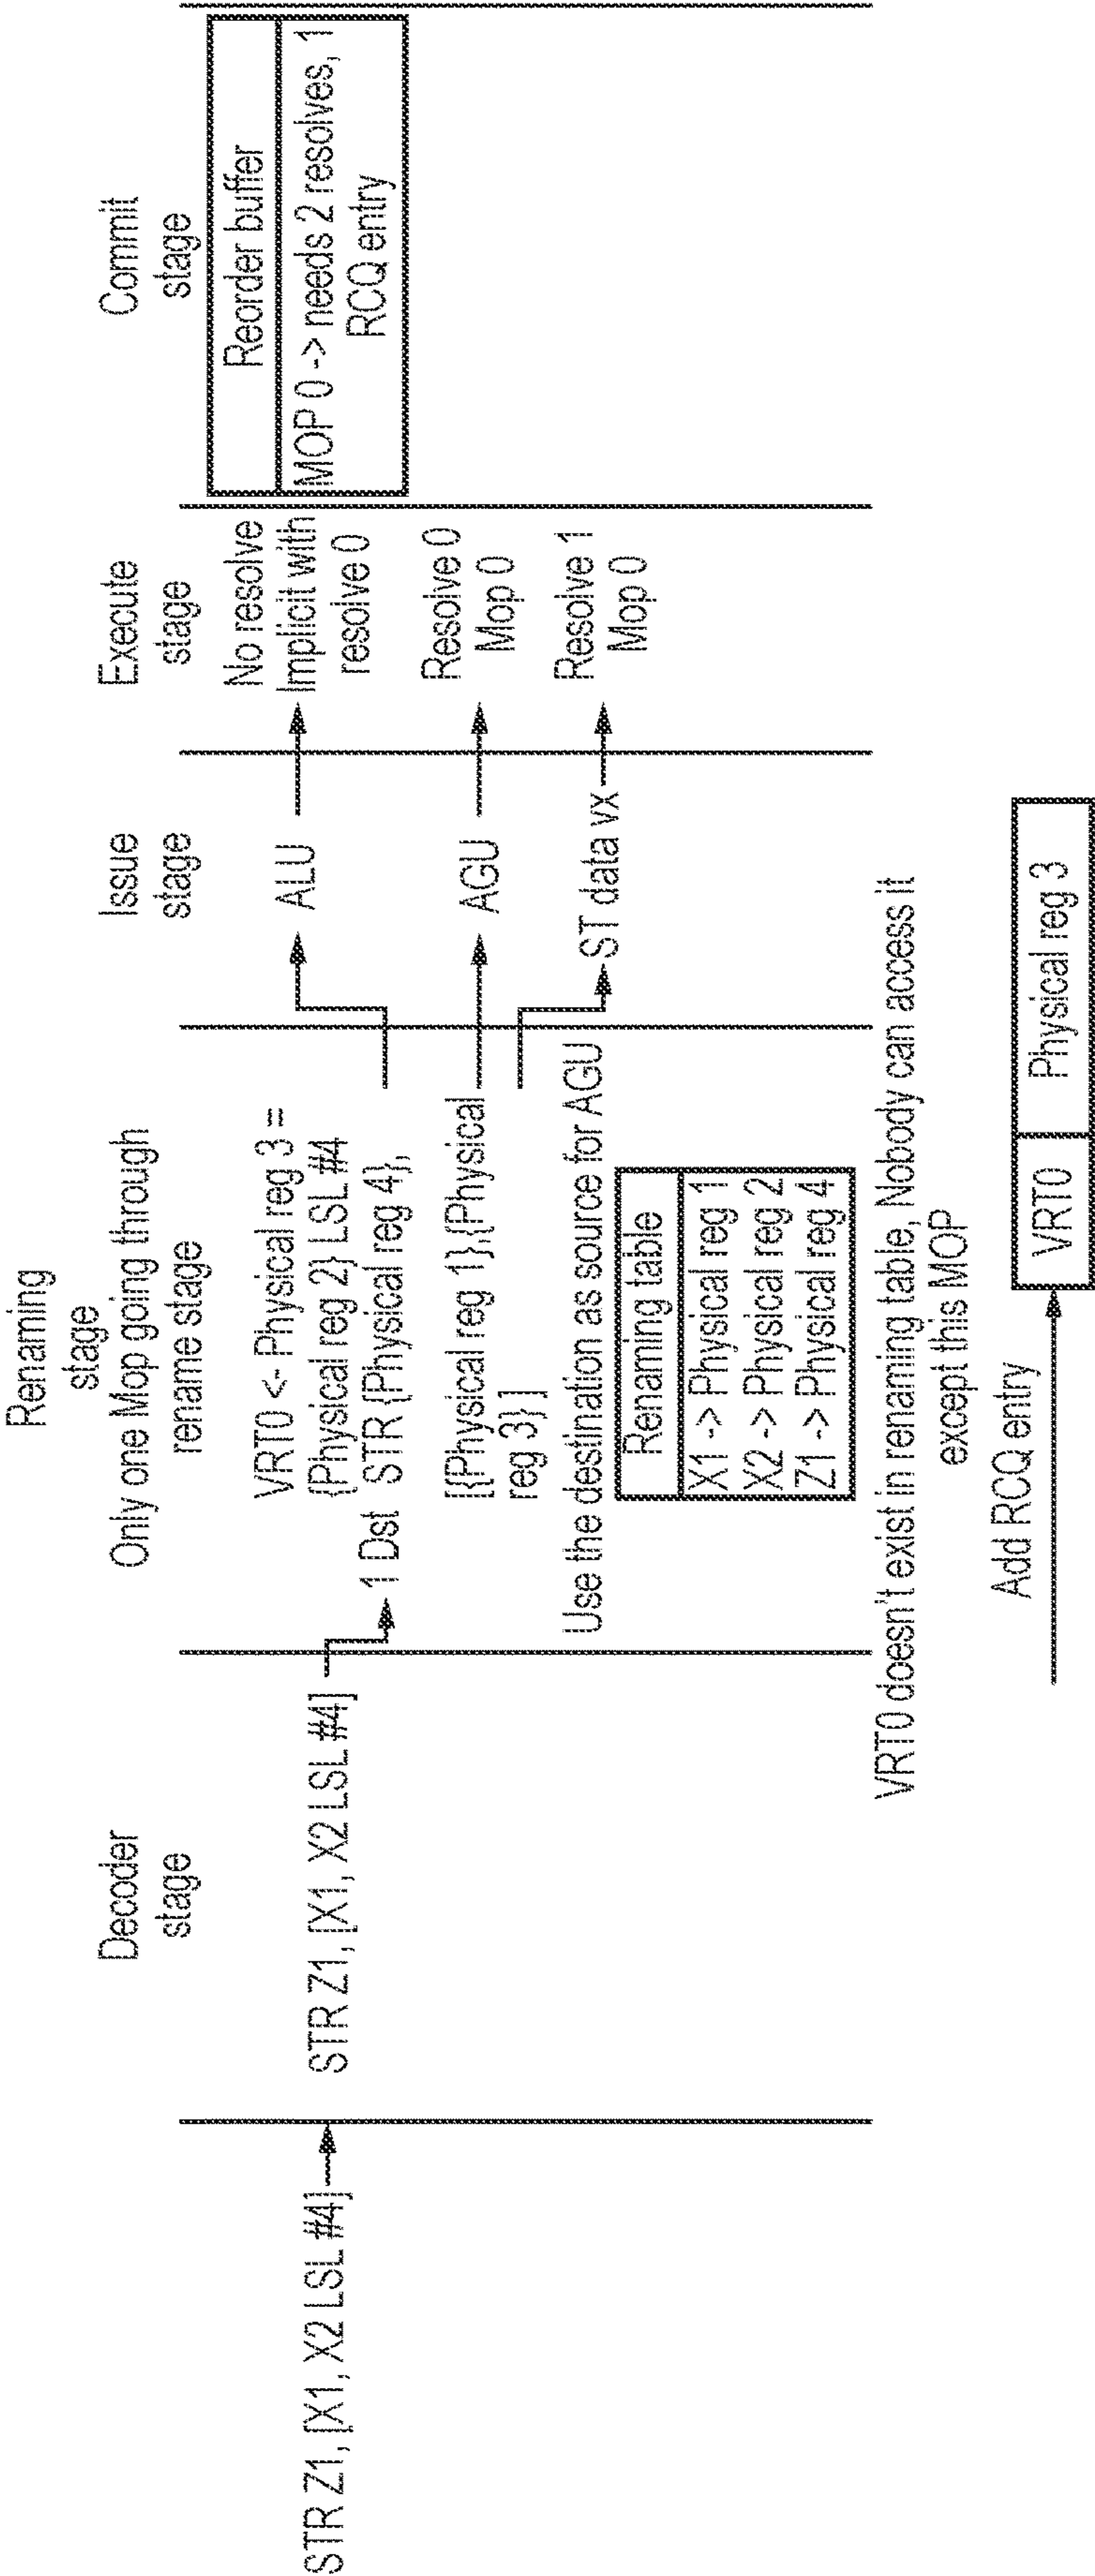 STR Z1, [X1, X2 LSL #4]
Decoder
stage
STR Z1, [X1, X2 LSL #4]
Renaming
stage
Only one Mop going through
rename stage
VRT0 <- Physical reg 3 =
{Physical reg 2} LSL #4
1 Dst STR {Physical reg 4},
[{Physical reg 1},{Physical
reg 3}]
Use the destination as source for AGU
Renaming table
X1 -> Physical reg 1
X2 -> Physical reg 2
Z1 -> Physical reg 4
VRT0 doesn't exist in renaming table, Nobody can access it
except this MOP
Add RCQ entry
VRT0
Physical reg 3
Issue
stage
ALU
AGU
ST data vx
Execute
stage
No resolve
Implicit with
resolve 0
Resolve 0
Mop 0
Resolve 1
Mop 0
Commit
stage
Reorder buffer
MOP 0 -> needs 2 resolves, 1
RCQ entry